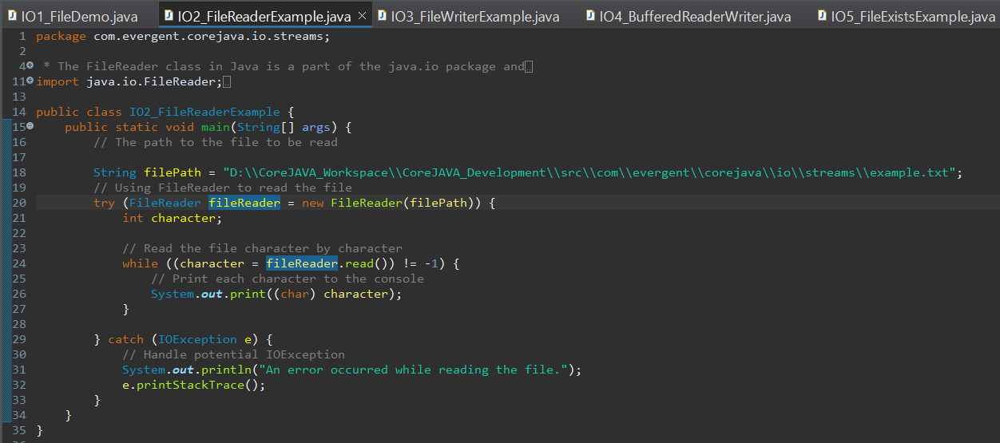 IO1_FileDemo.java IO2_FileReaderExample.java IO3_FileWriterExample.java IO4_BufferedReaderWriter.java IO5_FileExistsExample.java
1 package com.evergent.corejava.io.streams;
2
4 * The FileReader class in Java is a part of the java.io package and
11 import java.io.FileReader;
13
14 public class IO2_FileReaderExample {
15     public static void main(String[] args) {
16         // The path to the file to be read
17
18         String filePath = "D:\\CoreJAVA_Workspace\\CoreJAVA_Development\\src\\com\\evergent\\corejava\\io\\streams\\example.txt";
19         // Using FileReader to read the file
20         try (FileReader fileReader = new FileReader(filePath)) {
21             int character;
22
23             // Read the file character by character
24             while ((character = fileReader.read()) != -1) {
25                 // Print each character to the console
26                 System.out.print((char) character);
27             }
28
29         } catch (IOException e) {
30             // Handle potential IOException
31             System.out.println("An error occurred while reading the file.");
32             e.printStackTrace();
33         }
34     }
35 }